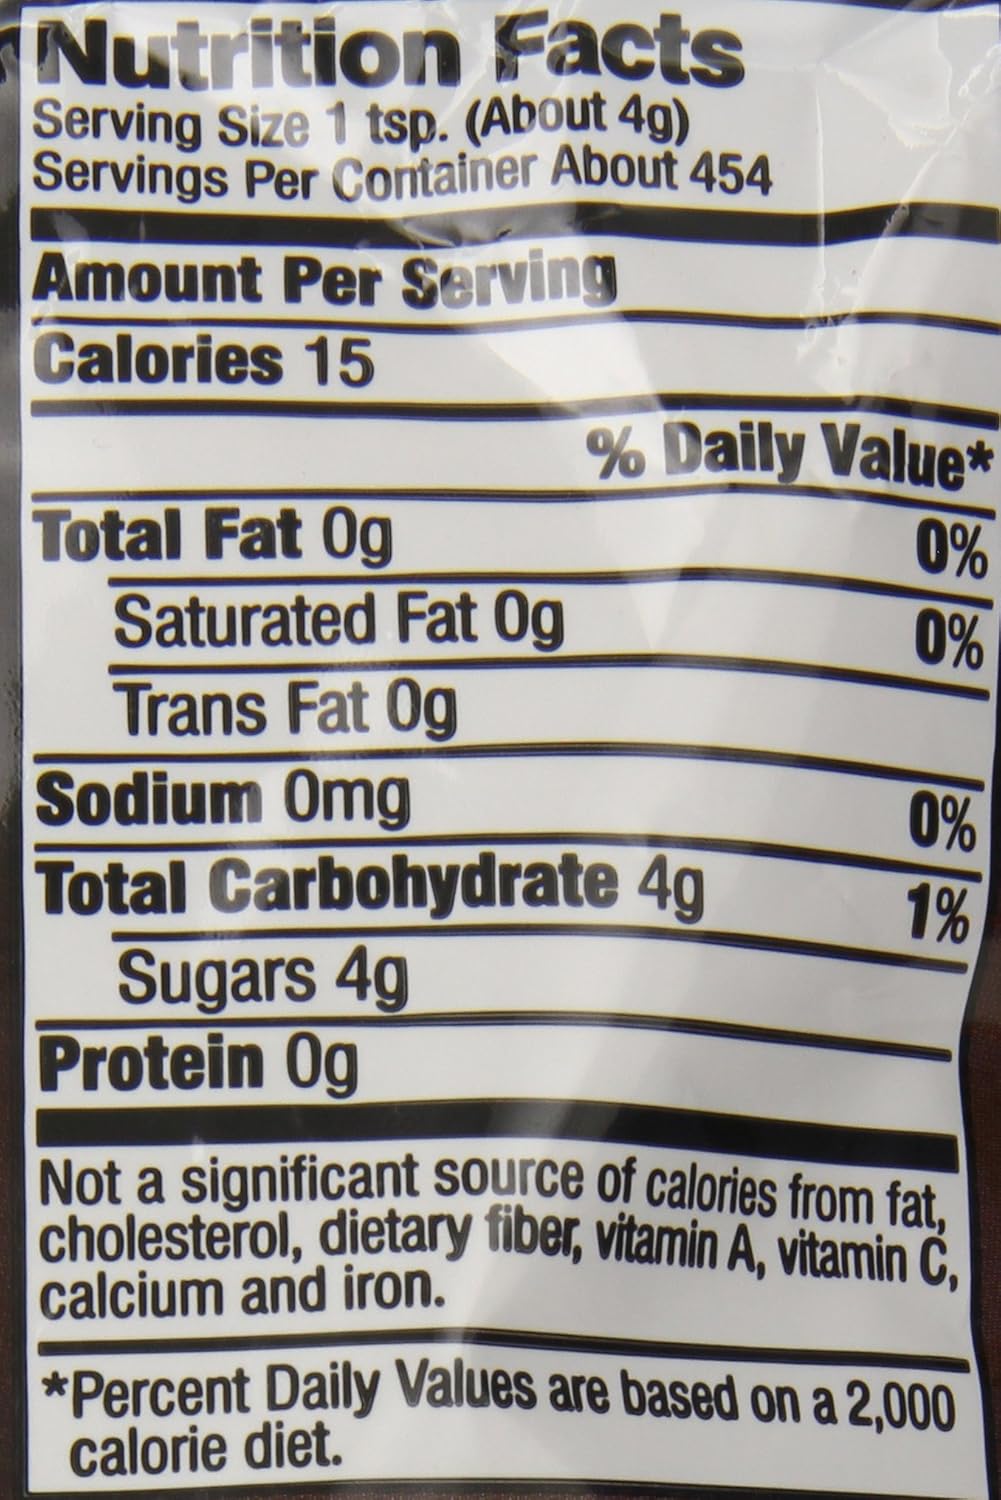 Nutrition Facts
Serving Size 1 tsp. (About 4g)
Servings Per Container About 454
Amount Per Serving
Calories 15
% Daily Value*
Total Fat 0g 0%
Saturated Fat 0g 0%
Trans Fat 0g
Sodium 0mg 0%
Total Carbohydrate 4g 1%
Sugars 4g
Protein 0g
Not a significant source of calories from fat,
cholesterol, dietary fiber, vitamin A, vitamin C,
calcium and iron.
*Percent Daily Values are based on a 2,000
calorie diet.